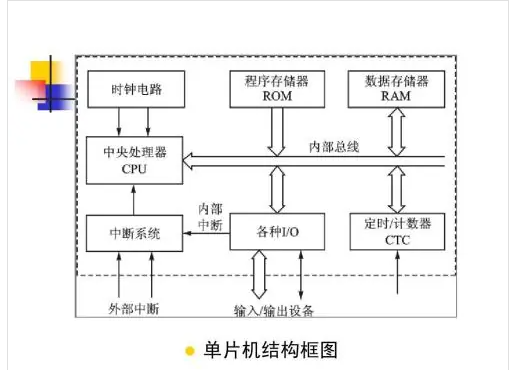 时钟电路
程序存储器
ROM
数据存储器
RAM
中央处理器
CPU
内部总线
中断系统
内部
中断
各种I/O
定时/计数器
CTC
外部中断
输入/输出设备
单片机结构框图